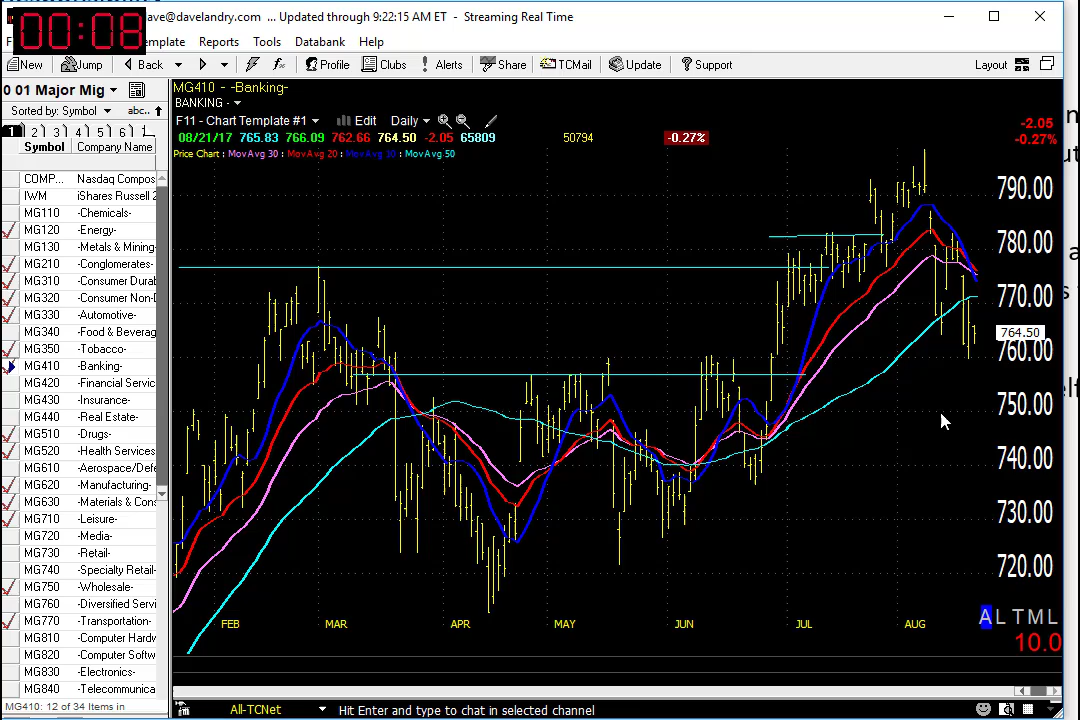 00:08
ave@davelandry.com ... Updated through 9:22:15 AM ET - Streaming Real Time
F emplate Reports Tools Databank Help
New Jump Back Profile Clubs Alerts Share TCMail Update Support Layout
0 01 Major Mig
Sorted by: Symbol abc..
1 2 3 4 5 6
Symbol Company Name
COMP... Nasdaq Compos
IWM iShares Russell 2
MG110 -Chemicals-
MG120 -Energy-
MG130 -Metals & Mining-
MG210 -Conglomerates-
MG310 -Consumer Durab
MG320 -Consumer Non-D
MG330 -Automotive-
MG340 -Food & Beverag
MG350 -Tobacco-
MG410 -Banking-
MG420 -Financial Servic
MG430 -Insurance-
MG440 -Real Estate-
MG510 -Drugs-
MG520 -Health Services
MG610 -Aerospace/Defe
MG620 -Manufacturing-
MG630 -Materials & Cons
MG710 -Leisure-
MG720 -Media-
MG730 -Retail-
MG740 -Specialty Retail-
MG750 -Wholesale-
MG760 -Diversified Servi
MG770 -Transportation-
MG810 -Computer Hardw
MG820 -Computer Softw
MG830 -Electronics-
MG840 -Telecommunica
MG410: 12 of 34 Items in
MG410 - -Banking-
BANKING -
F11 - Chart Template #1 Edit Daily
08/21/17 765.83 766.09 762.66 764.50 -2.05 65809 50794 -0.27%
Price Chart : MovAvg 30 : MovAvg 20 : MovAvg 10 : MovAvg 50
-2.05
-0.27%
790.00
780.00
770.00
764.50
760.00
750.00
740.00
730.00
720.00
FEB MAR APR MAY JUN JUL AUG
A L T M L
10.0
All-TCNet Hit Enter and type to chat in selected channel